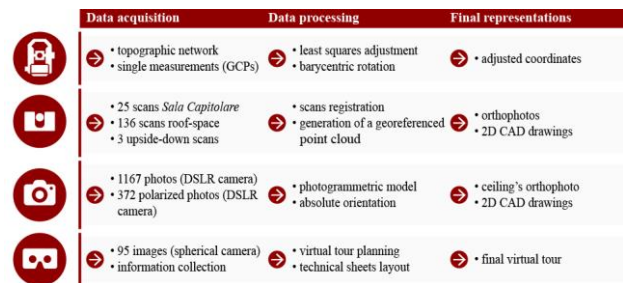 Data acquisition Data processing Final representations
• topographic network
• single measurements (GCPs)
• least squares adjustment
• barycentric rotation
• adjusted coordinates
• 25 scans Sala Capitolare
• 136 scans roof-space
• 3 upside-down scans
• scans registration
• generation of a georeferenced
point cloud
• orthophotos
• 2D CAD drawings
• 1167 photos (DSLR camera)
• 372 polarized photos (DSLR
camera)
• photogrammetric model
• absolute orientation
• ceiling's orthophoto
• 2D CAD drawings
• 95 images (spherical camera)
• information collection
• virtual tour planning
• technical sheets layout
• final virtual tour